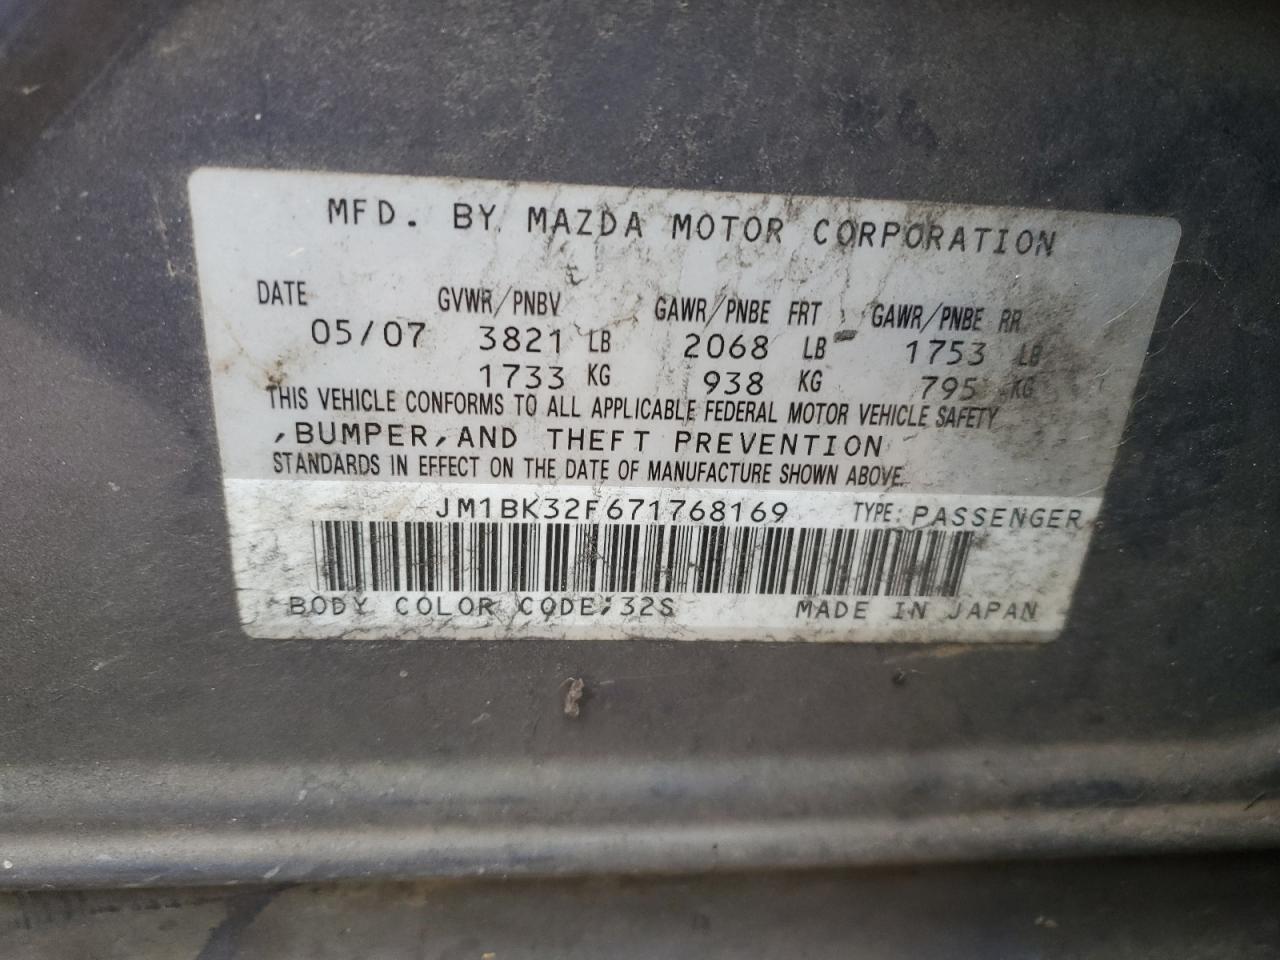 MFD. BY MAZDA MOTOR CORPORATION
DATE GVWR/PNBV GAWR/PNBE FRT GAWR/PNBE RR
05/07 3821 LB 2068 LB 1753 LB
1733 KG 938 KG 795 KG
THIS VEHICLE CONFORMS TO ALL APPLICABLE FEDERAL MOTOR VEHICLE SAFETY
,BUMPER,AND THEFT PREVENTION
STANDARDS IN EFFECT ON THE DATE OF MANUFACTURE SHOWN ABOVE.
JM1BK32F671768169 TYPE: PASSENGER
BODY COLOR CODE:32S MADE IN JAPAN